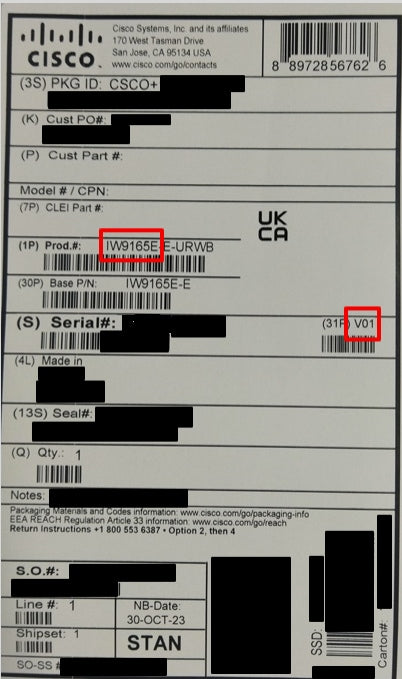 CISCO
Cisco Systems, Inc. and its affiliates
170 West Tasman Drive
San Jose, CA 95134 USA
www.cisco.com/go/contacts
8 89728 56762 6
(3S) PKG ID: CSCO+
(K) Cust PO#:
(P) Cust Part #:
Model # / CPN:
(7P) CLEI Part #:
UK
CA
(1P) Prod.#: IW9165E-E-URWB
(30P) Base P/N: IW9165E-E
(S) Serial#:
(31P) V01
(4L) Made in
(13S) Seal#:
(Q) Qty.: 1
Notes:
Packaging Materials and Codes information: www.cisco.com/go/packaging-info
EEA REACH Regulation Article 33 information: www.cisco.com/go/reach
Return Instructions +1 800 553 6387 • Option 2, then 4
S.O.#:
Line #: 1
NB-Date:
30-OCT-23
Shipset: 1
STAN
SO-SS #
SSD:
Carton#: